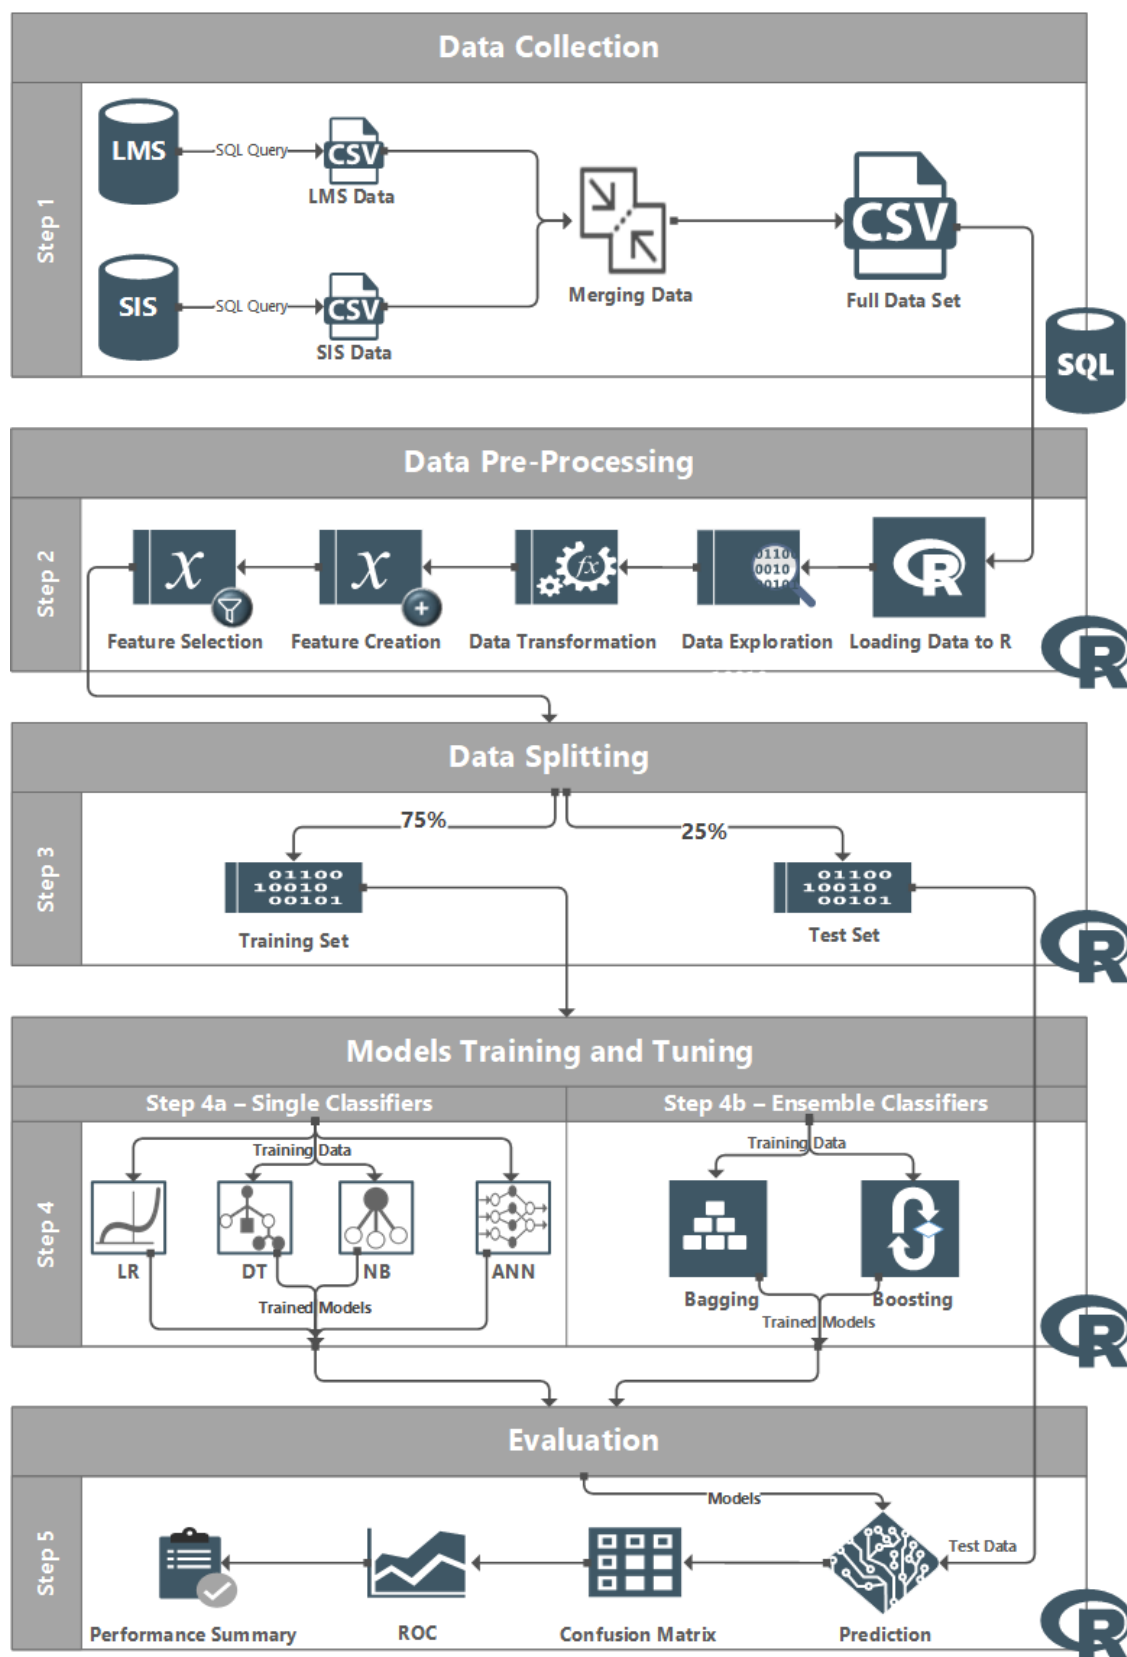 Data Collection
Step 1
LMS
SQL Query
CSV
LMS Data
SIS
SQL Query
CSV
SIS Data
Merging Data
CSV
Full Data Set
SQL
Data Pre-Processing
Step 2
x
Feature Selection
x
+
Feature Creation
fx
Data Transformation
0110
0010
0010
Data Exploration
R
Loading Data to R
R
Data Splitting
Step 3
75%
25%
01100
10010
00101
Training Set
01100
10010
00101
Test Set
R
Models Training and Tuning
Step 4a – Single Classifiers
Step 4b – Ensemble Classifiers
Step 4
Training Data
LR
DT
NB
ANN
Trained Models
Training Data
Bagging
Boosting
Trained Models
R
Evaluation
Step 5
Models
Test Data
Performance Summary
ROC
Confusion Matrix
Prediction
R